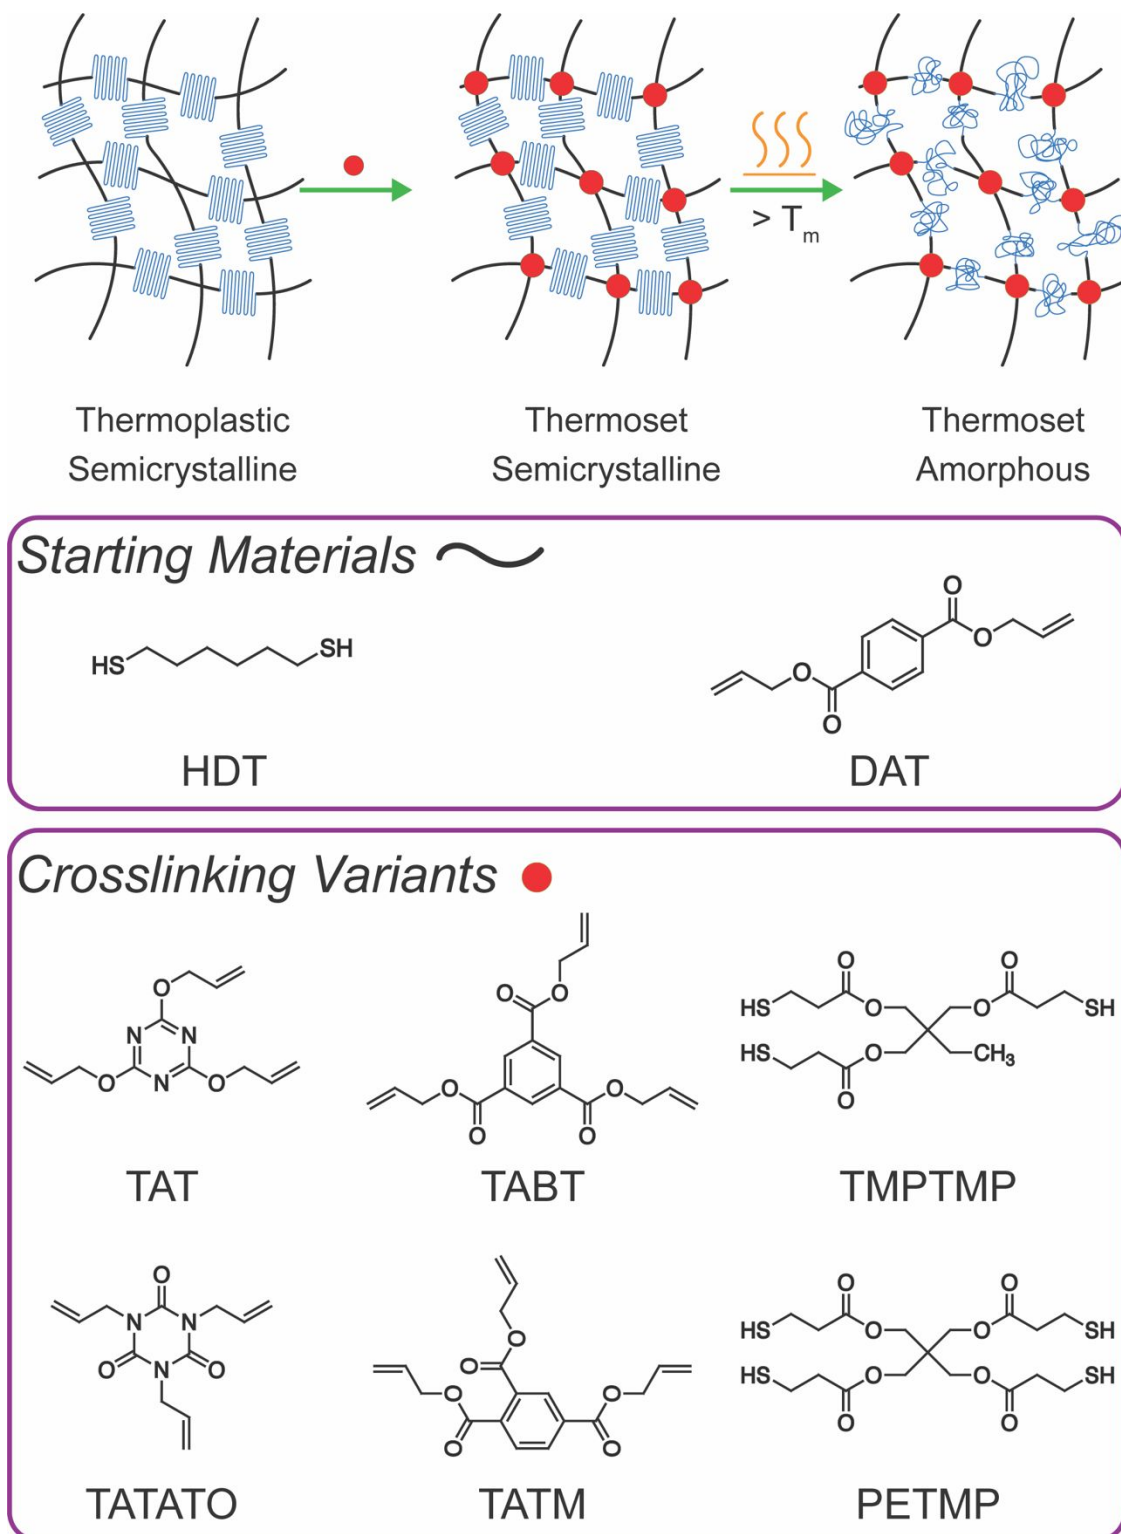 > Tm
Thermoplastic
Semicrystalline
Thermoset
Semicrystalline
Thermoset
Amorphous
Starting Materials
HS
SH
O
O
O
O
HDT
DAT
Crosslinking Variants
O
N
N
N
O
O
TAT
O
O
O
O
O
O
TABT
O
O
HS
O
O
SH
HS
O
CH3
O
TMPTMP
O
N
N
O
N
O
TATATO
O
O
O
O
O
O
TATM
O
O
HS
O
O
SH
HS
O
O
SH
O
O
PETMP